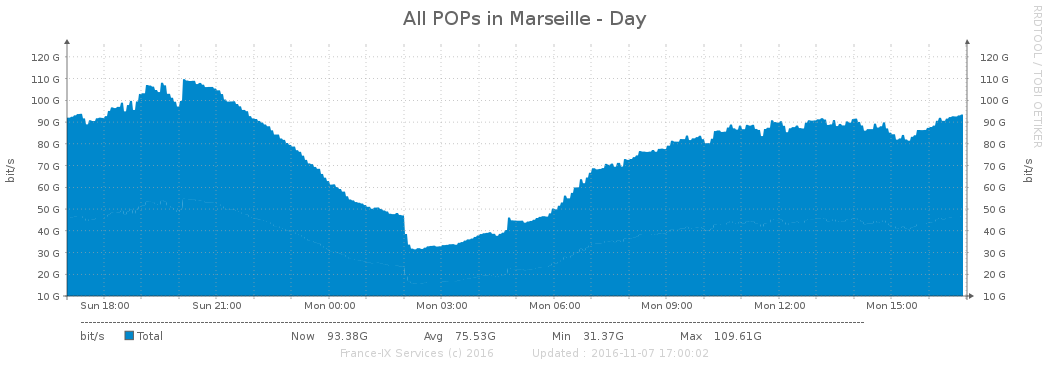 All POPs in Marseille - Day
RRDTOOL / TOBI OETIKER
bit/s
bit/s
120 G 120 G
110 G 110 G
100 G 100 G
90 G 90 G
80 G 80 G
70 G 70 G
60 G 60 G
50 G 50 G
40 G 40 G
30 G 30 G
20 G 20 G
10 G 10 G
Sun 18:00 Sun 21:00 Mon 00:00 Mon 03:00 Mon 06:00 Mon 09:00 Mon 12:00 Mon 15:00
bit/s Total Now 93.38G Avg 75.53G Min 31.37G Max 109.61G
France-IX Services (c) 2016 Updated : 2016-11-07 17:00:02